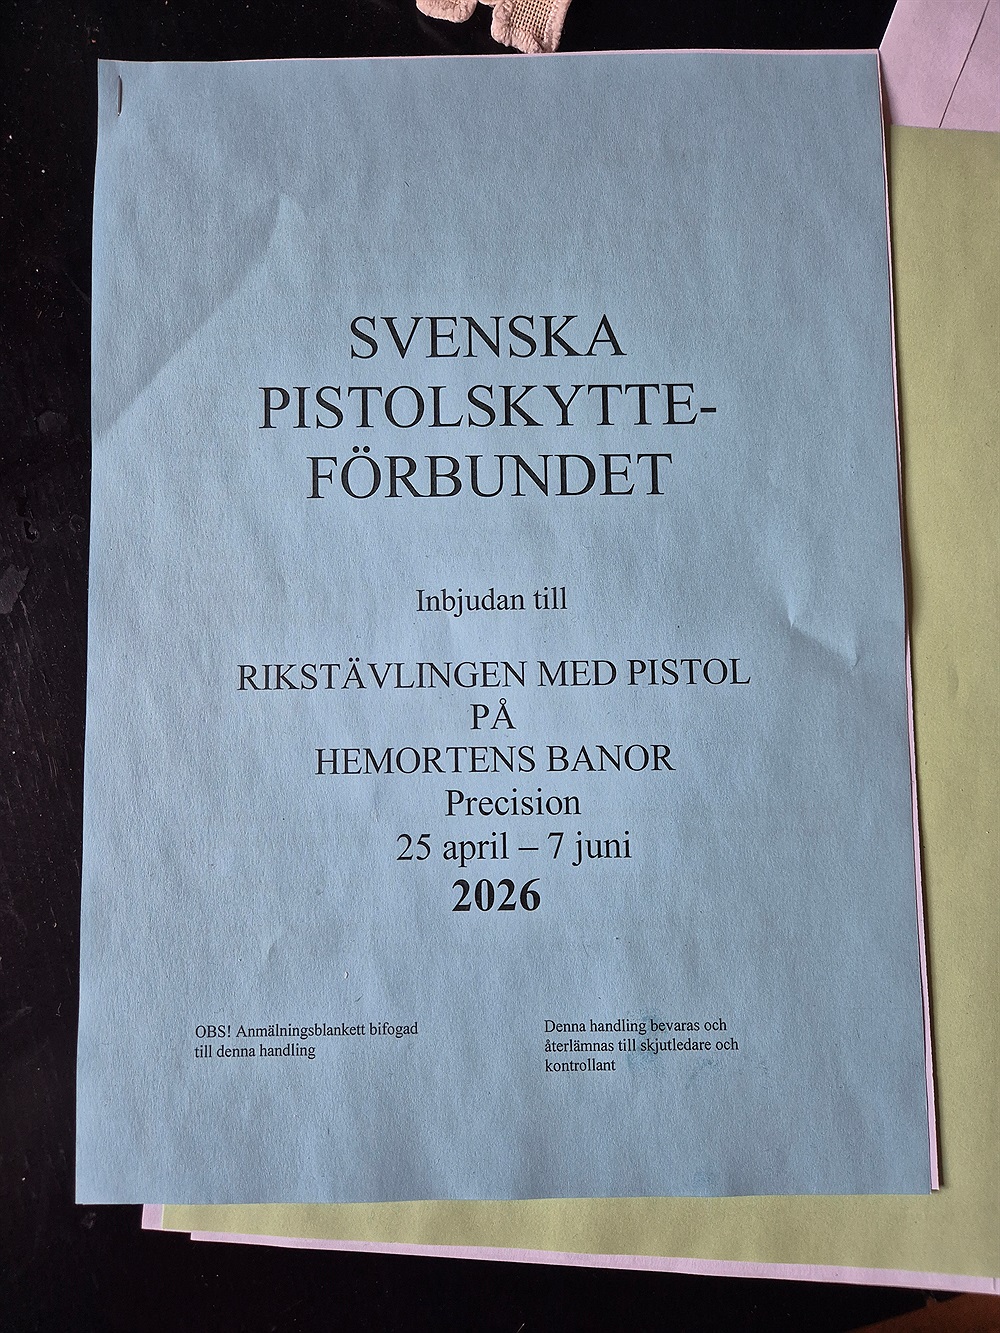 SVENSKA
PISTOLSKYTTE-
FÖRBUNDET
Inbjudan till
RIKSTÄVLINGEN MED PISTOL
PÅ
HEMORTENS BANOR
Precision
25 april – 7 juni
2026
OBS! Anmälningsblankett bifogad
till denna handling
Denna handling bevaras och
återlämnas till skjutledare och
kontrollant